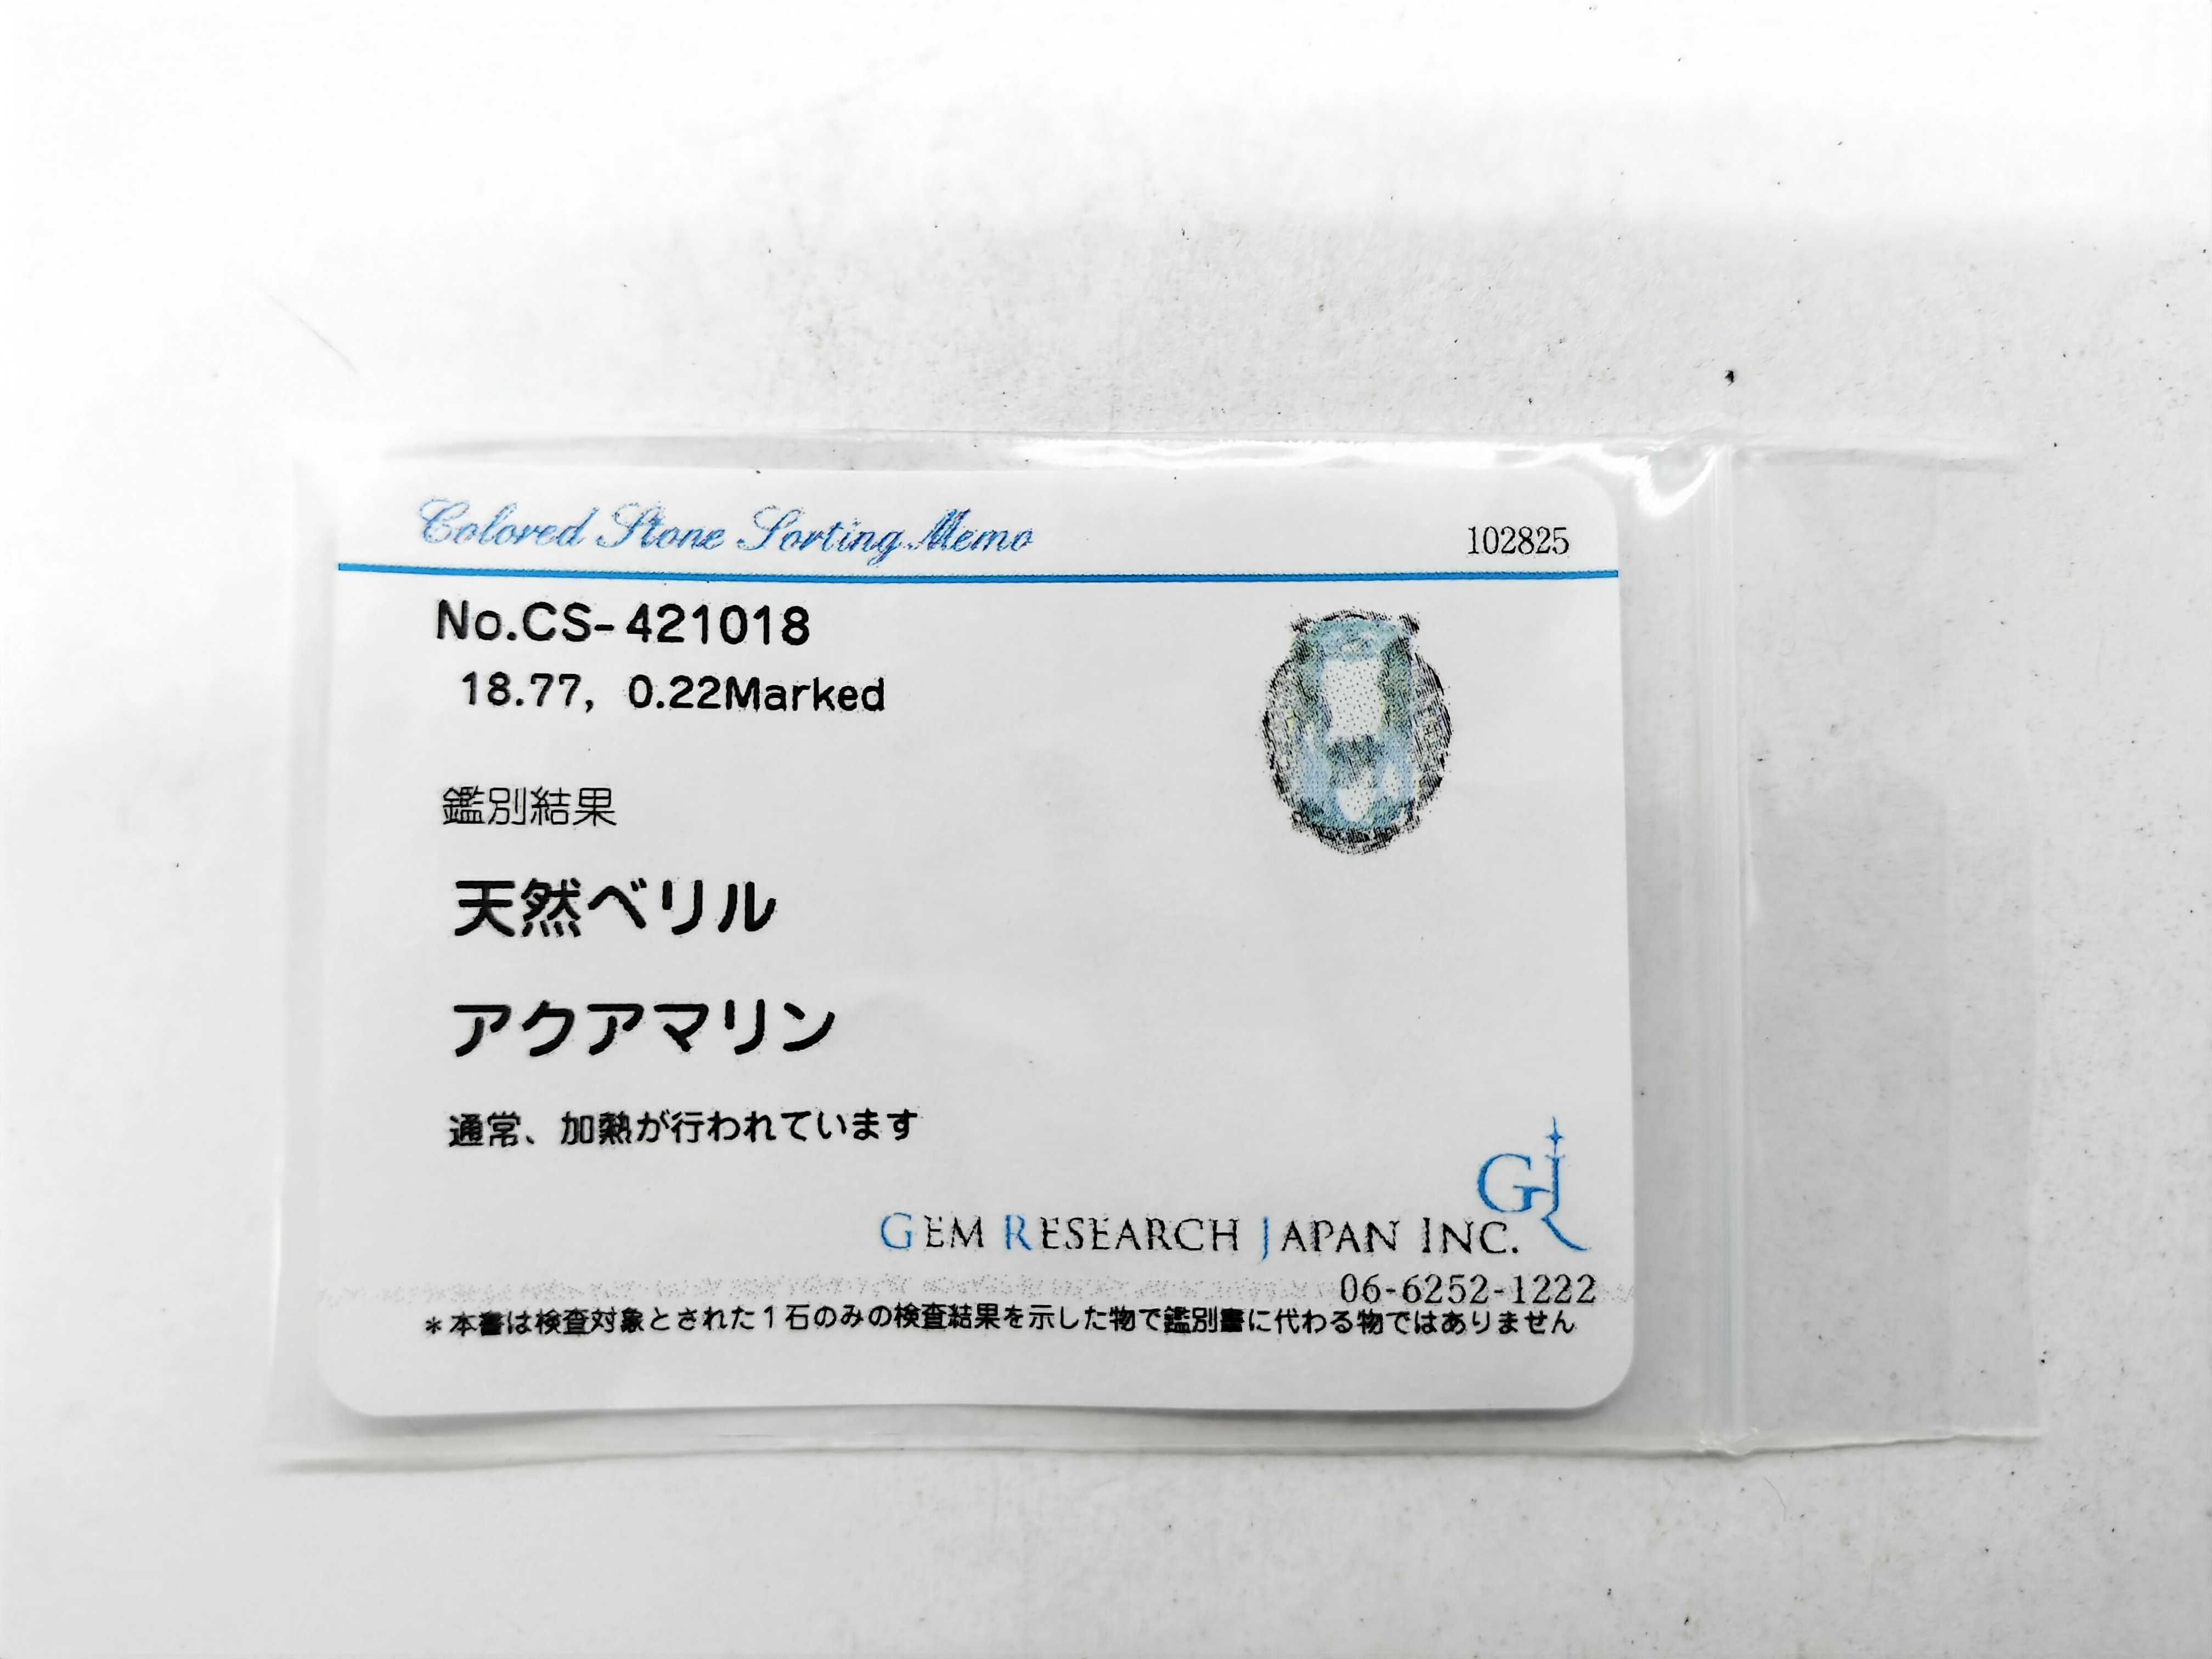 Colored Stone Sorting Memo
102825
No.CS-421018
18.77, 0.22Marked
鑑別結果
天然ベリル
アクアマリン
通常、加熱が行われています
GR
GEM RESEARCH JAPAN INC.
06-6252-1222
*本書は検査対象とされた1石のみの検査結果を示した物で鑑別書に代わる物ではありません